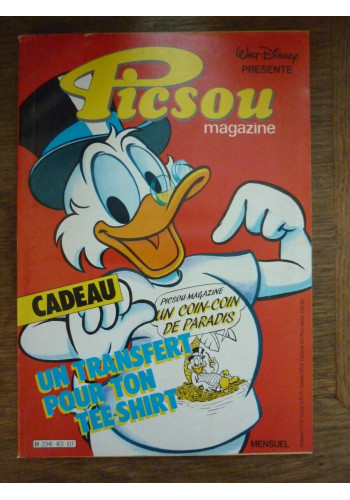 Walt Disney
PRESENTE
Picsou
magazine
CADEAU
PICSOU-MAGAZINE
UN COIN-COIN
DE PARADIS
UN TRANSFERT
POUR TON
TEE-SHIRT
MENSUEL